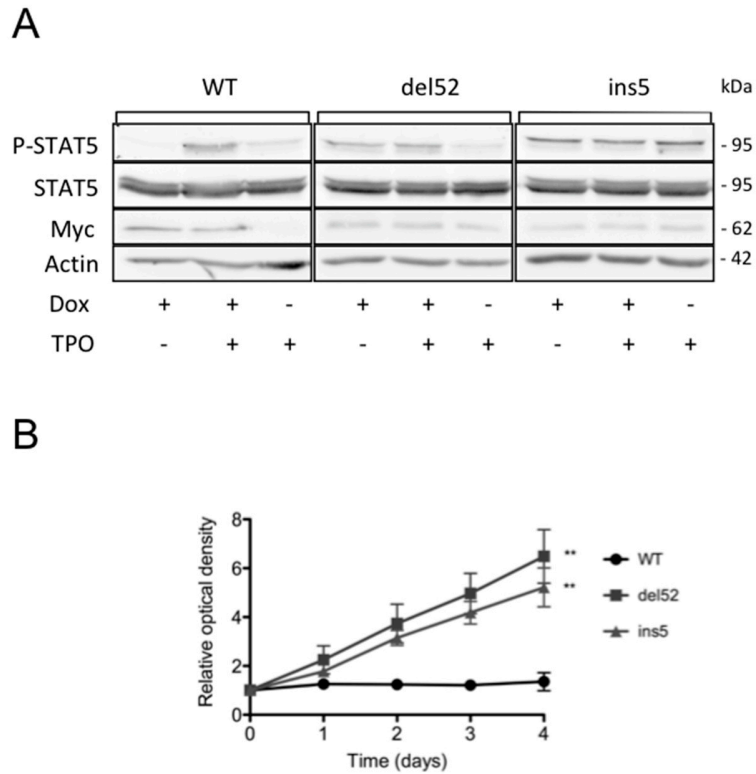 A
WT del52 ins5 kDa
P-STAT5 - 95
STAT5 - 95
Myc - 62
Actin - 42
Dox + + - + + - + + -
TPO - + + - + + - + +
B
8
6
4
2
0
Relative optical density
0 1 2 3 4
Time (days)
**
**
WT
del52
ins5